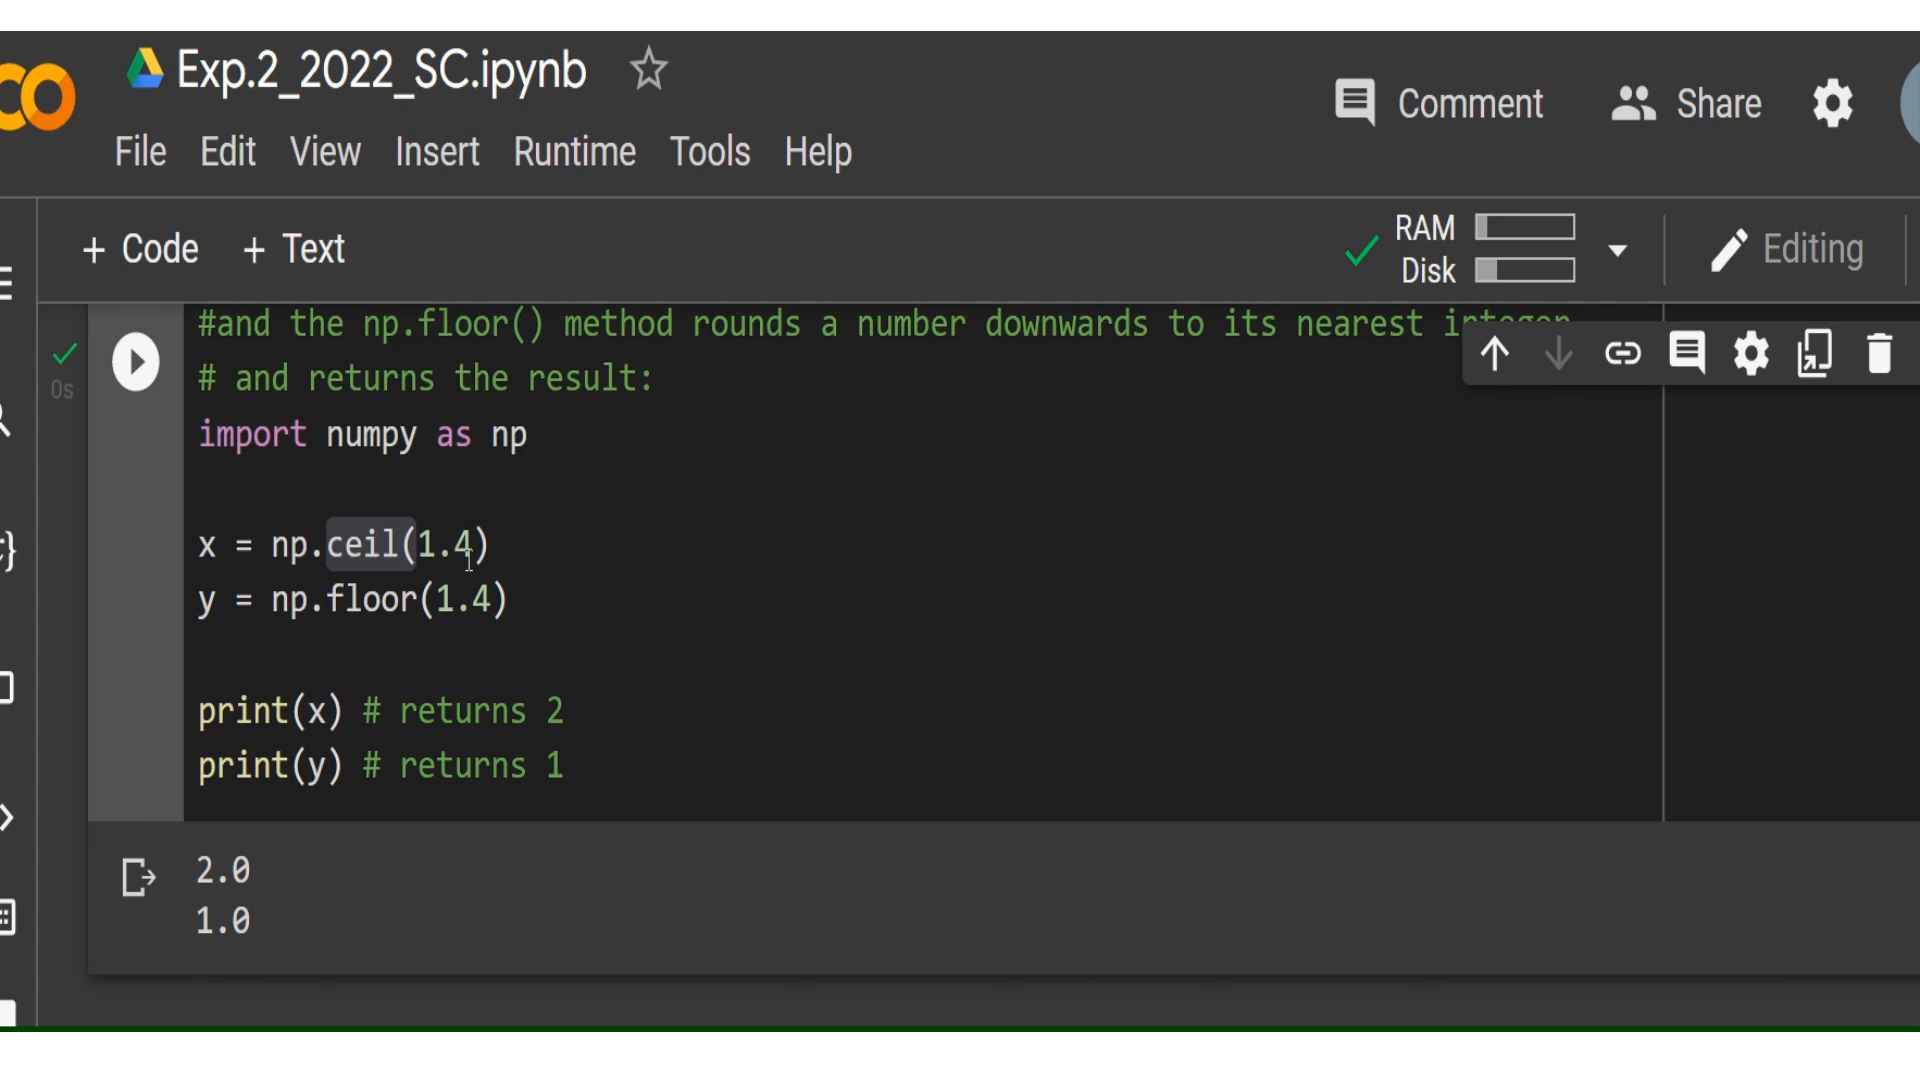 Exp.2_2022_SC.ipynb
Comment
Share
File Edit View Insert Runtime Tools Help
+ Code + Text
RAM
Disk
Editing
#and the np.floor() method rounds a number downwards to its nearest integer
# and returns the result:
0s
import numpy as np
x = np.ceil(1.4)
y = np.floor(1.4)
print(x) # returns 2
print(y) # returns 1
2.0
1.0